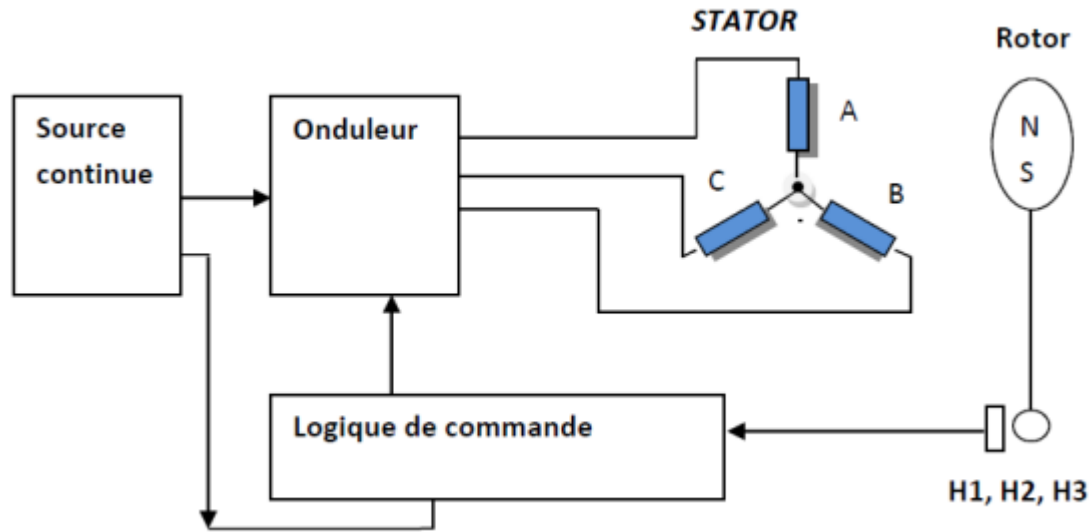 STATOR
Rotor
Source
continue
Onduleur
A
N
S
C
B
Logique de commande
H1, H2, H3